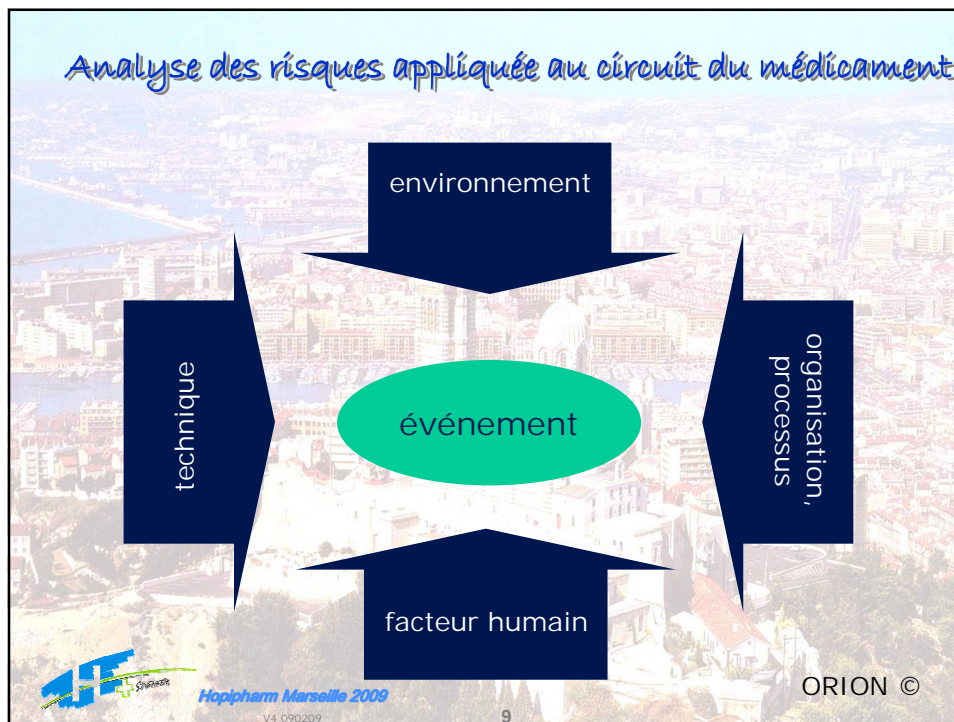 Analyse des risques appliquée au circuit du médicament
environnement
technique
événement
organisation,
processus
facteur humain
Hopipharm Marseille 2009
V4 090209
9
ORION ©